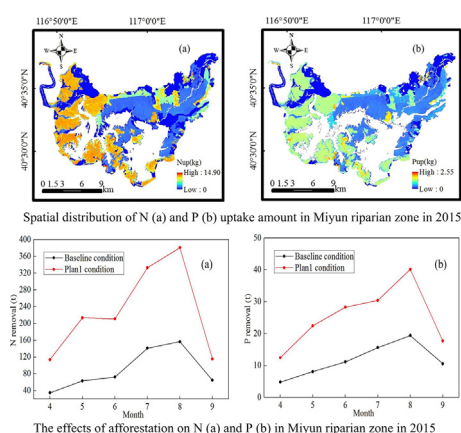 116°50'0"E 117°0'0"E
116°50'0"E 117°0'0"E
N
W E
S
(a)
40°35'0"N
40°30'0"N
Nup(kg)
High : 14.90
Low : 0
0 1.5 3 6 9
km
N
W E
S
(b)
40°35'0"N
40°30'0"N
Pup(kg)
High : 2.55
Low : 0
0 1.5 3 6 9
km
Spatial distribution of N (a) and P (b) uptake amount in Miyun riparian zone in 2015
Baseline condition
Plan1 condition
(a)
N removal (t)
400
360
320
280
240
200
160
120
80
40
4 5 6 7 8 9
Month
Baseline condition
Plan1 condition
(b)
P removal (t)
50
40
30
20
10
0
4 5 6 7 8 9
Month
The effects of afforestation on N (a) and P (b) in Miyun riparian zone in 2015